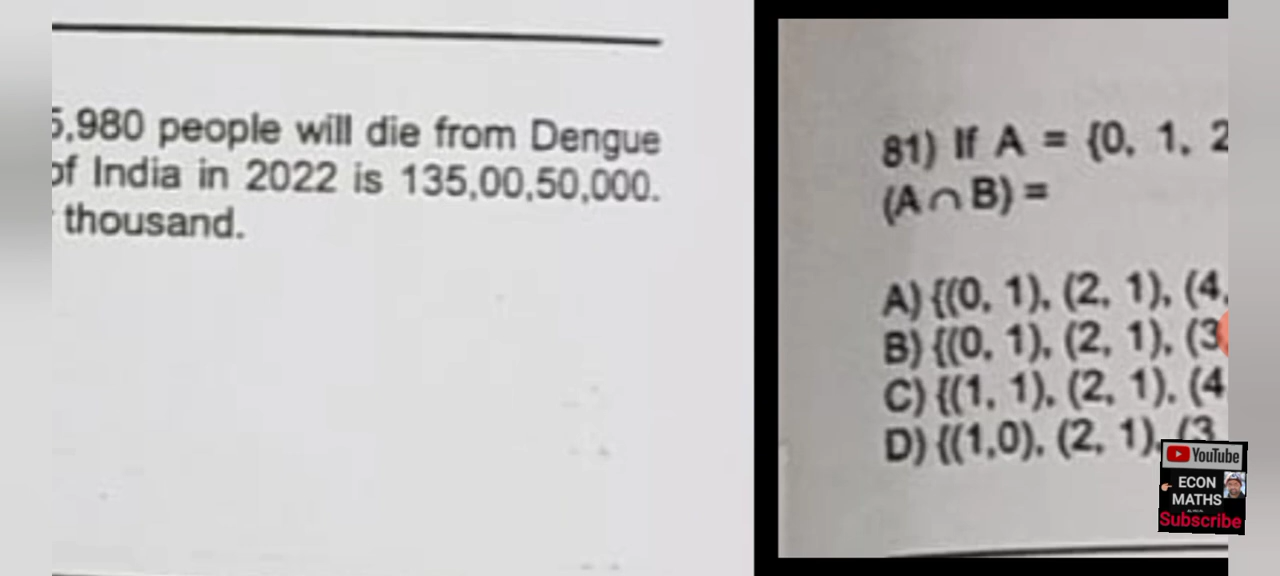 5,980 people will die from Dengue
of India in 2022 is 135,00,50,000.
thousand.
81) If A = {0, 1, 2
(A ∩ B) =
A) {(0, 1), (2, 1), (4,
B) {(0, 1), (2, 1), (3
C) {(1, 1), (2, 1), (4
D) {(1,0), (2, 1), (3
YouTube
ECON
MATHS
Subscribe